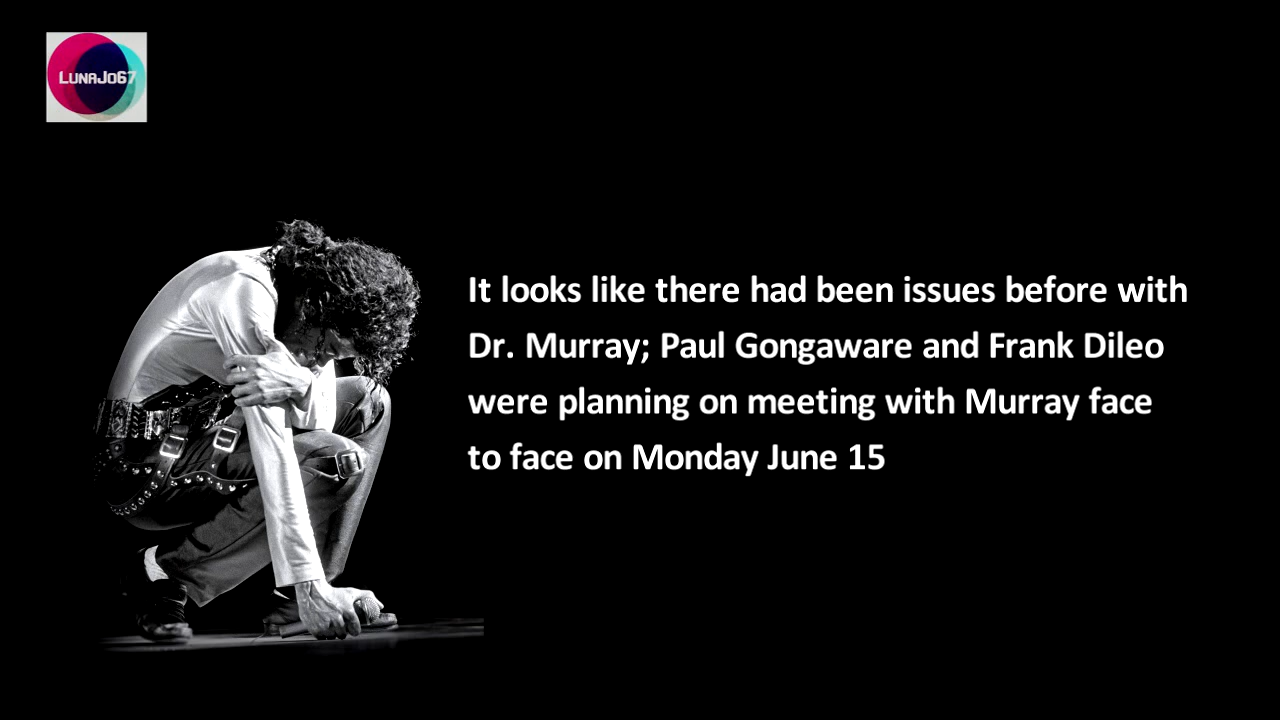 LunaJo67
It looks like there had been issues before with
Dr. Murray; Paul Gongaware and Frank Dileo
were planning on meeting with Murray face
to face on Monday June 15